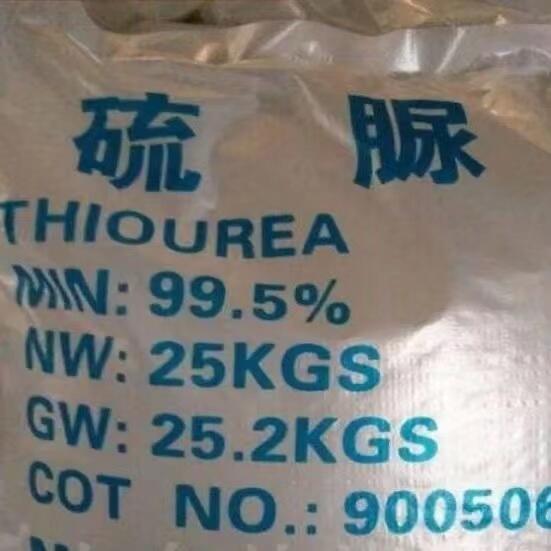 硫 脲
THIOUREA
MIN: 99.5%
NW: 25KGS
GW: 25.2KGS
COT NO.: 900506